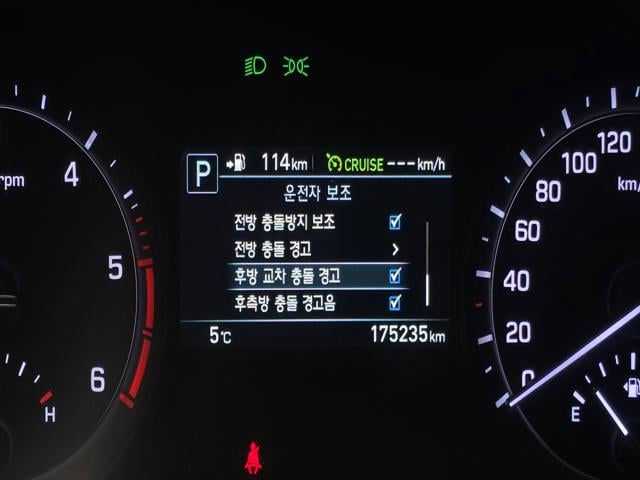 114km CRUISE ---km/h
P
운전자 보조
전방 충돌방지 보조
전방 충돌 경고
후방 교차 충돌 경고
후측방 충돌 경고음
5℃ 175235km
rpm
4
5
6
H
120
100
80
60
40
20
0
km/
E